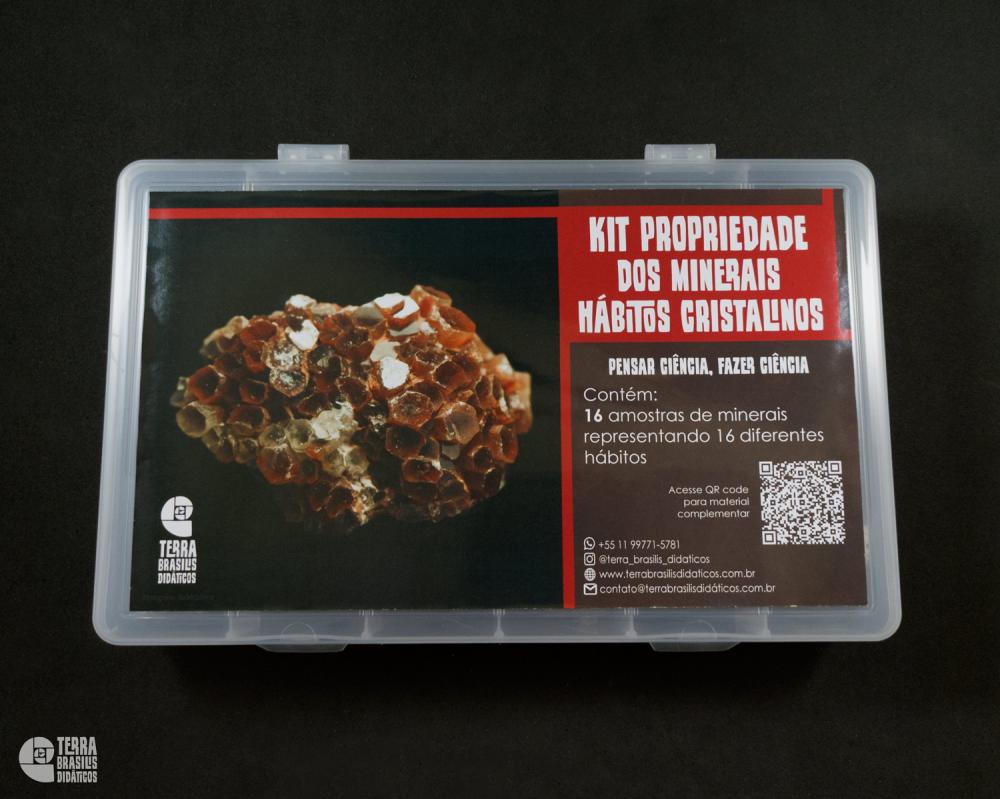 KIT PROPRIEDADE
DOS MINERAIS
HÁBITOS CRISTALINOS
PENSAR CIÊNCIA, FAZER CIÊNCIA
Contém:
16 amostras de minerais
representando 16 diferentes
hábitos
Acesse QR code
para material
complementar
+55 11 99771-5781
@terra_brasilis_didaticos
www.terrabrasilisdidaticos.com.br
contato@terrabrasilisdidáticos.com.br
TERRA
BRASILIS
DIDÁTICOS
TERRA
BRASILIS
DIDÁTICOS